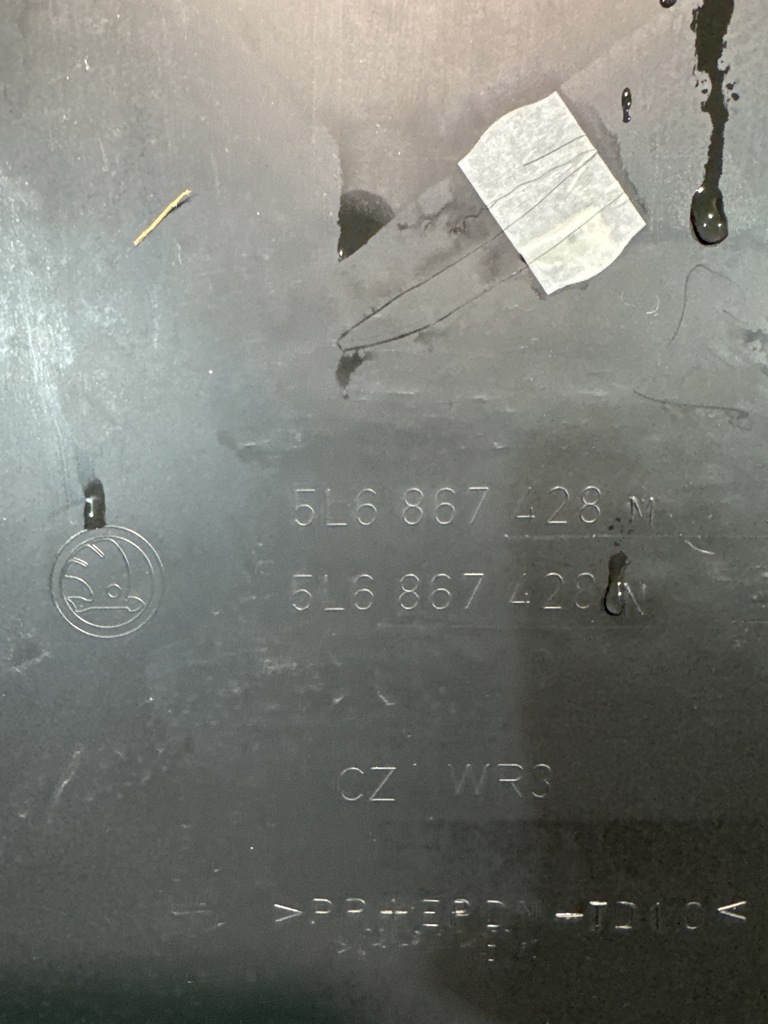 5L6 867 428 M
5L6 867 428 N
CZ WR3
>PP+EPDM-TD10<